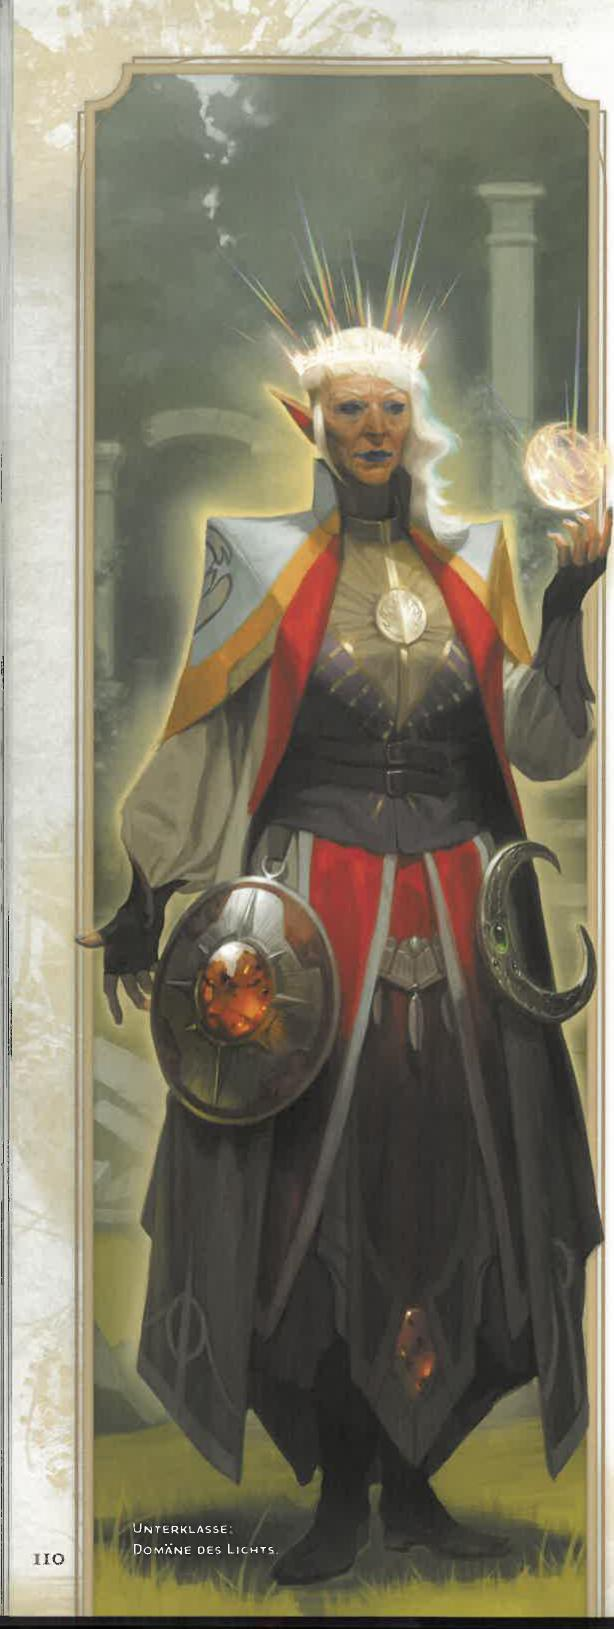 UNTERKLASSE:
DOMÄNE DES LICHTS.
110